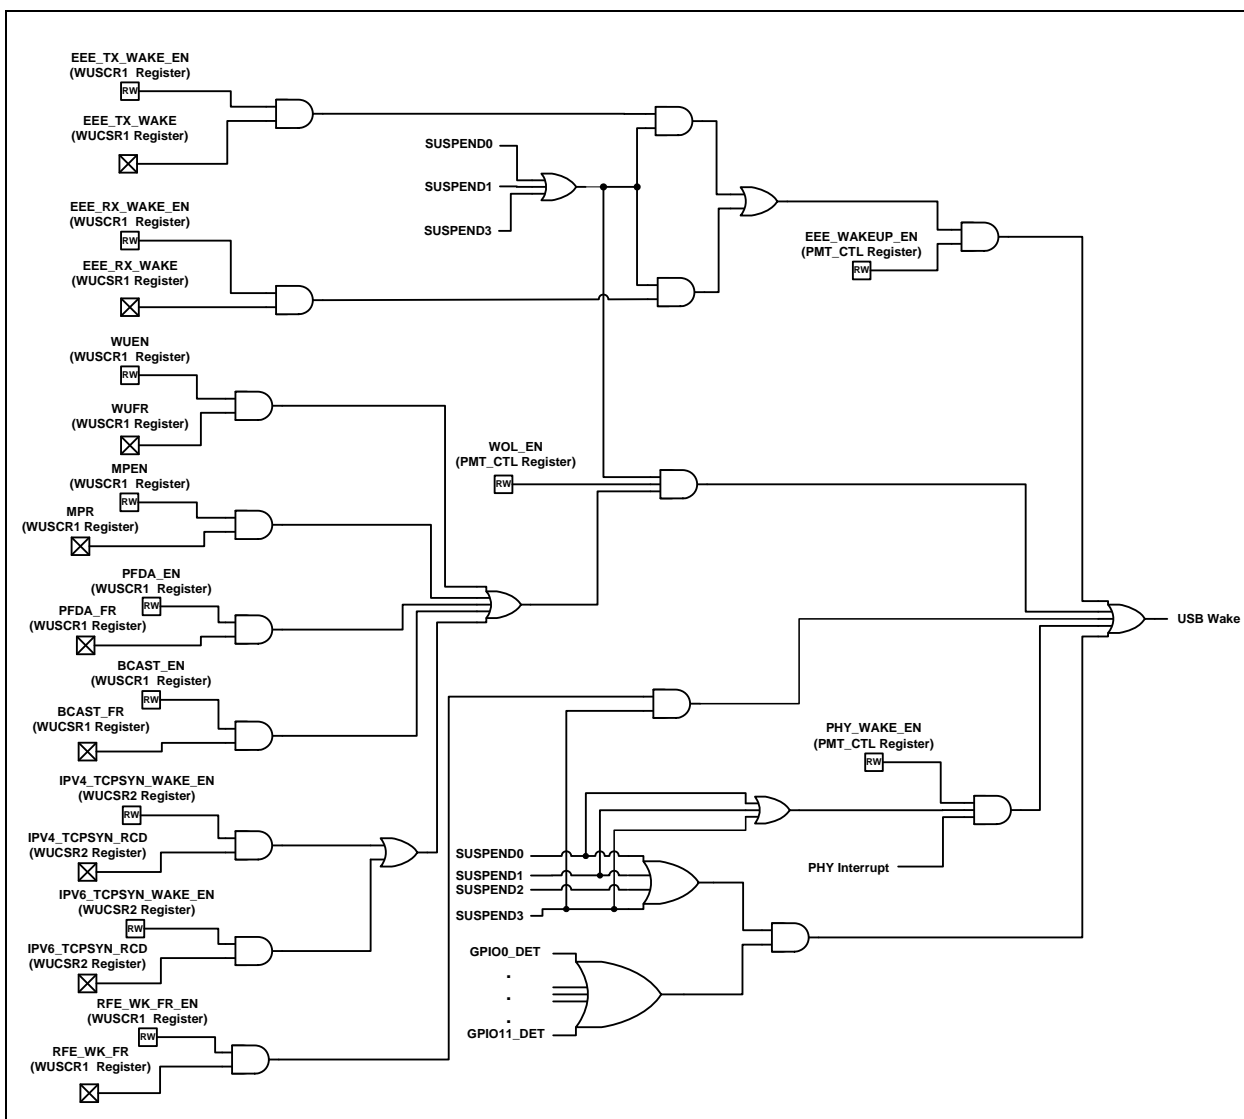 EEE_TX_WAKE_EN
(WUSCR1 Register)
RW
EEE_TX_WAKE
(WUCSR1 Register)
SUSPEND0
SUSPEND1
SUSPEND3
EEE_RX_WAKE_EN
(WUSCR1 Register)
RW
EEE_RX_WAKE
(WUCSR1 Register)
EEE_WAKEUP_EN
(PMT_CTL Register)
RW
WUEN
(WUSCR1 Register)
RW
WUFR
(WUSCR1 Register)
WOL_EN
(PMT_CTL Register)
RW
MPEN
(WUSCR1 Register)
RW
MPR
(WUSCR1 Register)
PFDA_EN
(WUSCR1 Register)
RW
PFDA_FR
(WUSCR1 Register)
USB Wake
BCAST_EN
(WUSCR1 Register)
RW
BCAST_FR
(WUCSR1 Register)
PHY_WAKE_EN
(PMT_CTL Register)
RW
IPV4_TCPSYN_WAKE_EN
(WUCSR2 Register)
RW
IPV4_TCPSYN_RCD
(WUCSR2 Register)
SUSPEND0
SUSPEND1
SUSPEND2
SUSPEND3
PHY Interrupt
IPV6_TCPSYN_WAKE_EN
(WUCSR2 Register)
RW
IPV6_TCPSYN_RCD
(WUCSR2 Register)
GPIO0_DET
.
.
.
GPIO11_DET
RFE_WK_FR_EN
(WUSCR1 Register)
RW
RFE_WK_FR
(WUSCR1 Register)